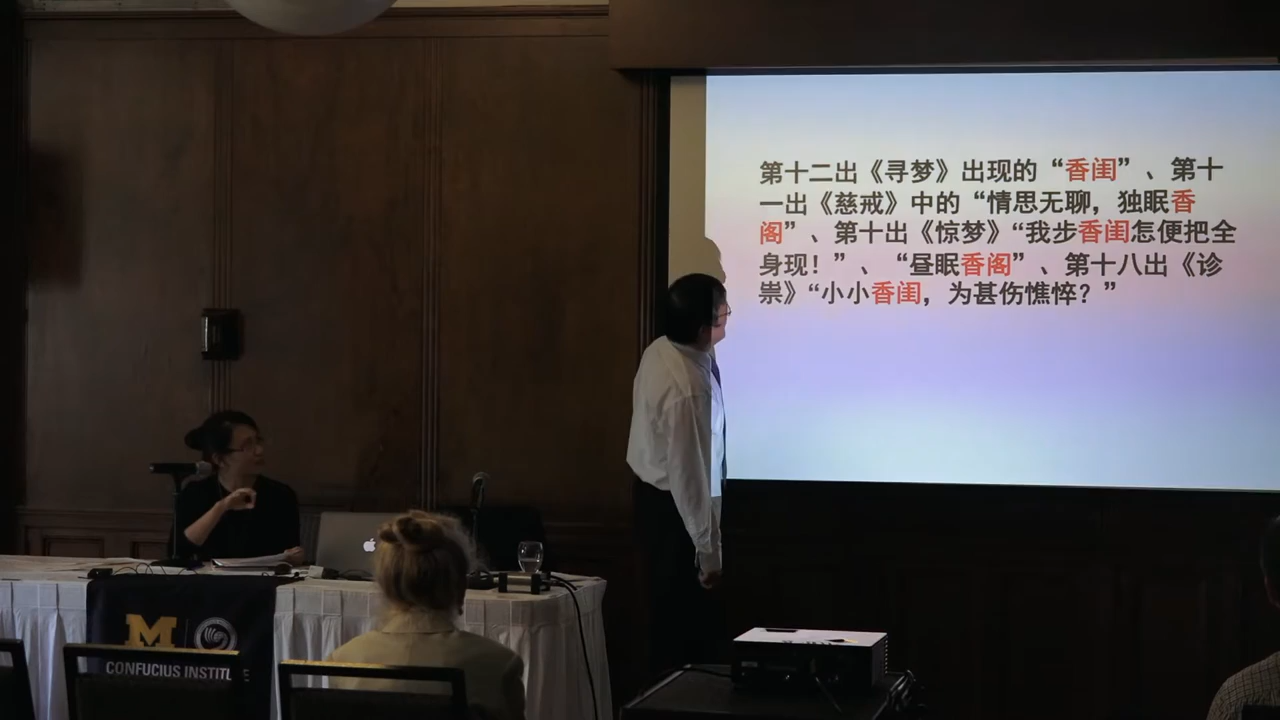 第十二出《寻梦》出现的“香闺”、第十
一出《慈戒》中的“情思无聊，独眠香
阁”、第十出《惊梦》“我步香闺怎便把全
身现！”、“昼眠香阁”、第十八出《诊
祟》“小小香闺，为甚伤憔悴？”
M
CONFUCIUS INSTITUTE